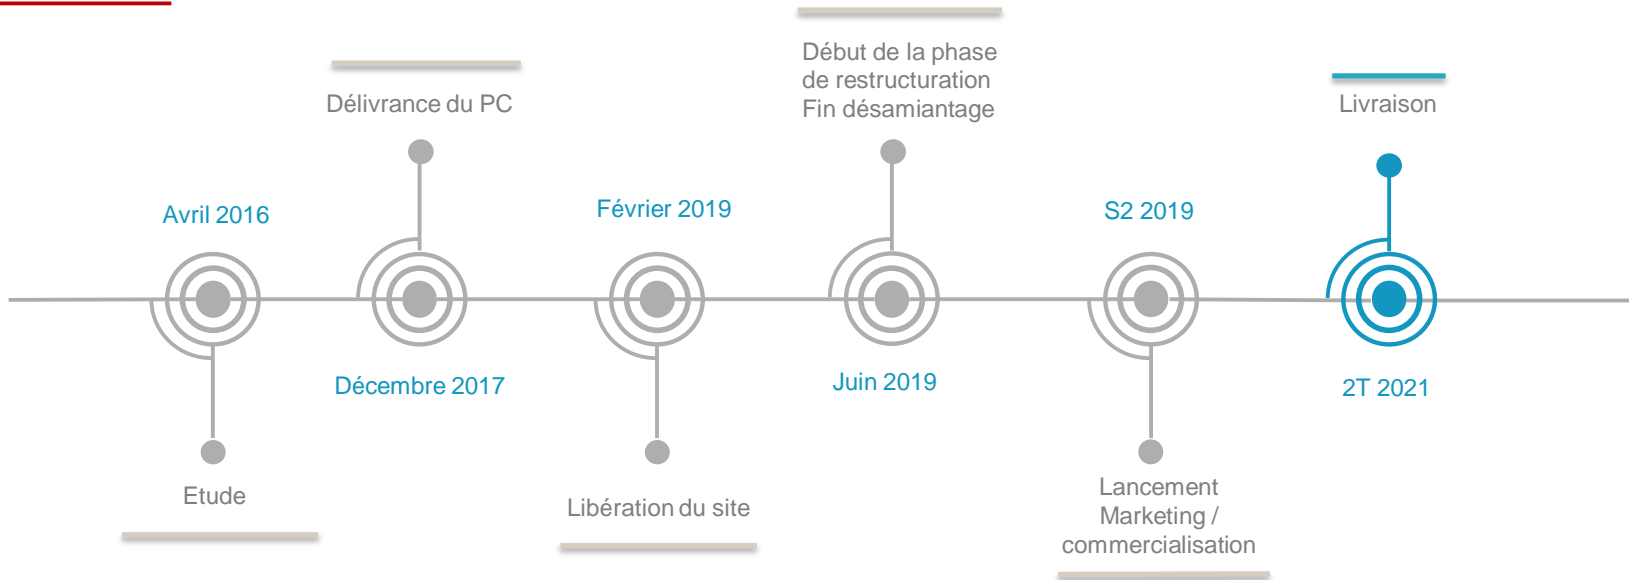 Avril 2016
Etude
Délivrance du PC
Décembre 2017
Février 2019
Libération du site
Début de la phase
de restructuration
Fin désamiantage
Juin 2019
S2 2019
Lancement
Marketing /
commercialisation
Livraison
2T 2021